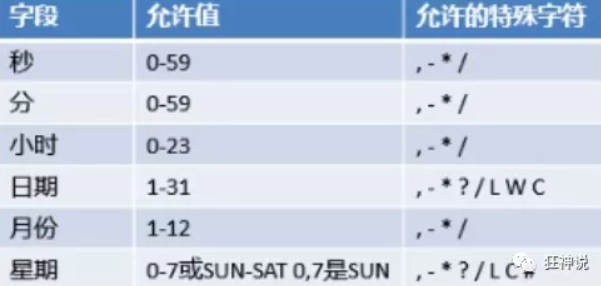 字段 允许值 允许的特殊字符
秒 0-59 , - * /
分 0-59 , - * /
小时 0-23 , - * /
日期 1-31 , - * ? / L W C
月份 1-12 , - * /
星期 0-7或SUN-SAT 0,7是SUN , - * ? / L C #
狂神说